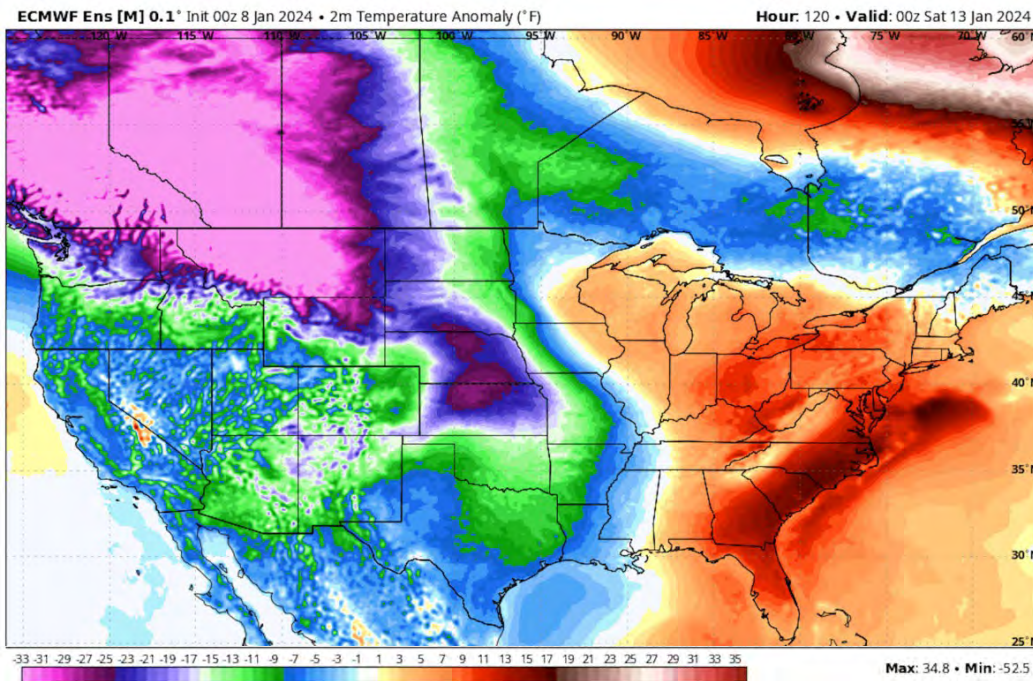 ECMWF Ens [M] 0.1° Init 00z 8 Jan 2024 • 2m Temperature Anomaly (°F) Hour: 120 • Valid: 00z Sat 13 Jan 2024
120°W 115°W 110°W 105°W 100°W 95°W 90°W 85°W 80°W 75°W 70°W 60°N
55°N
50°N
45°N
40°N
35°N
30°N
25°N
-33 -31 -29 -27 -25 -23 -21 -19 -17 -15 -13 -11 -9 -7 -5 -3 -1 1 3 5 7 9 11 13 15 17 19 21 23 25 27 29 31 33 35
Max: 34.8 • Min: -52.5